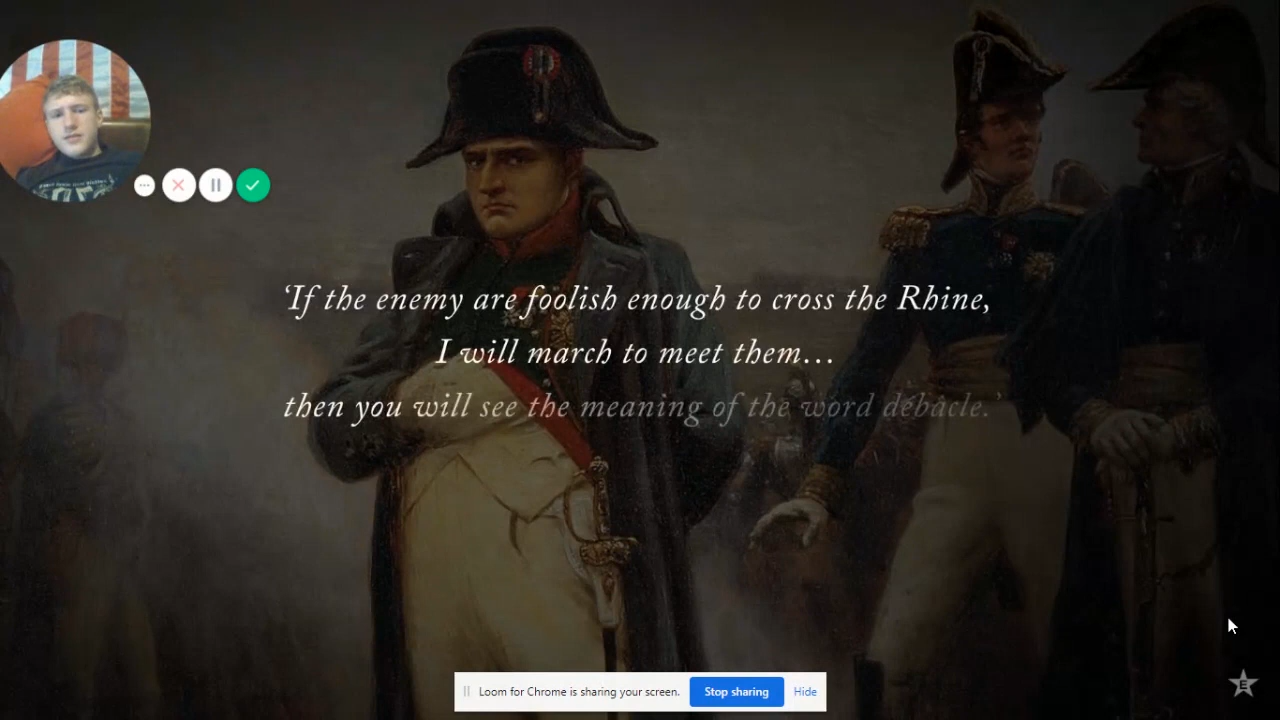 ‘If the enemy are foolish enough to cross the Rhine,
I will march to meet them...
then you will see the meaning of the word debacle.’
Loom for Chrome is sharing your screen.
Stop sharing
Hide
E